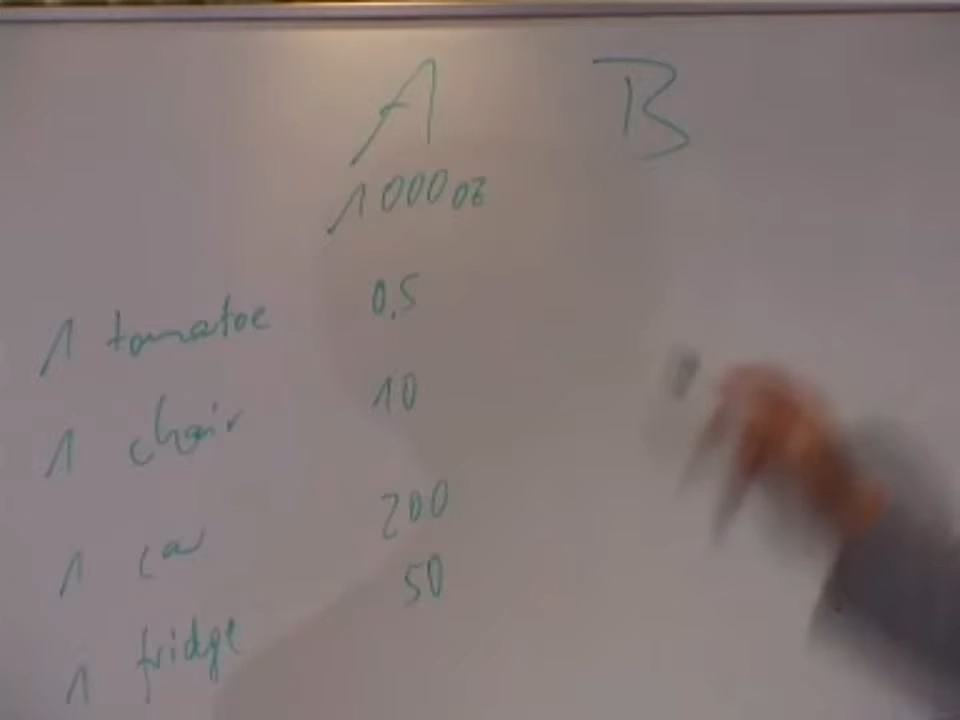 A B
1000 oz
1 tomatoe 0.5
1 chair 10
1 car 200
1 fridge 50